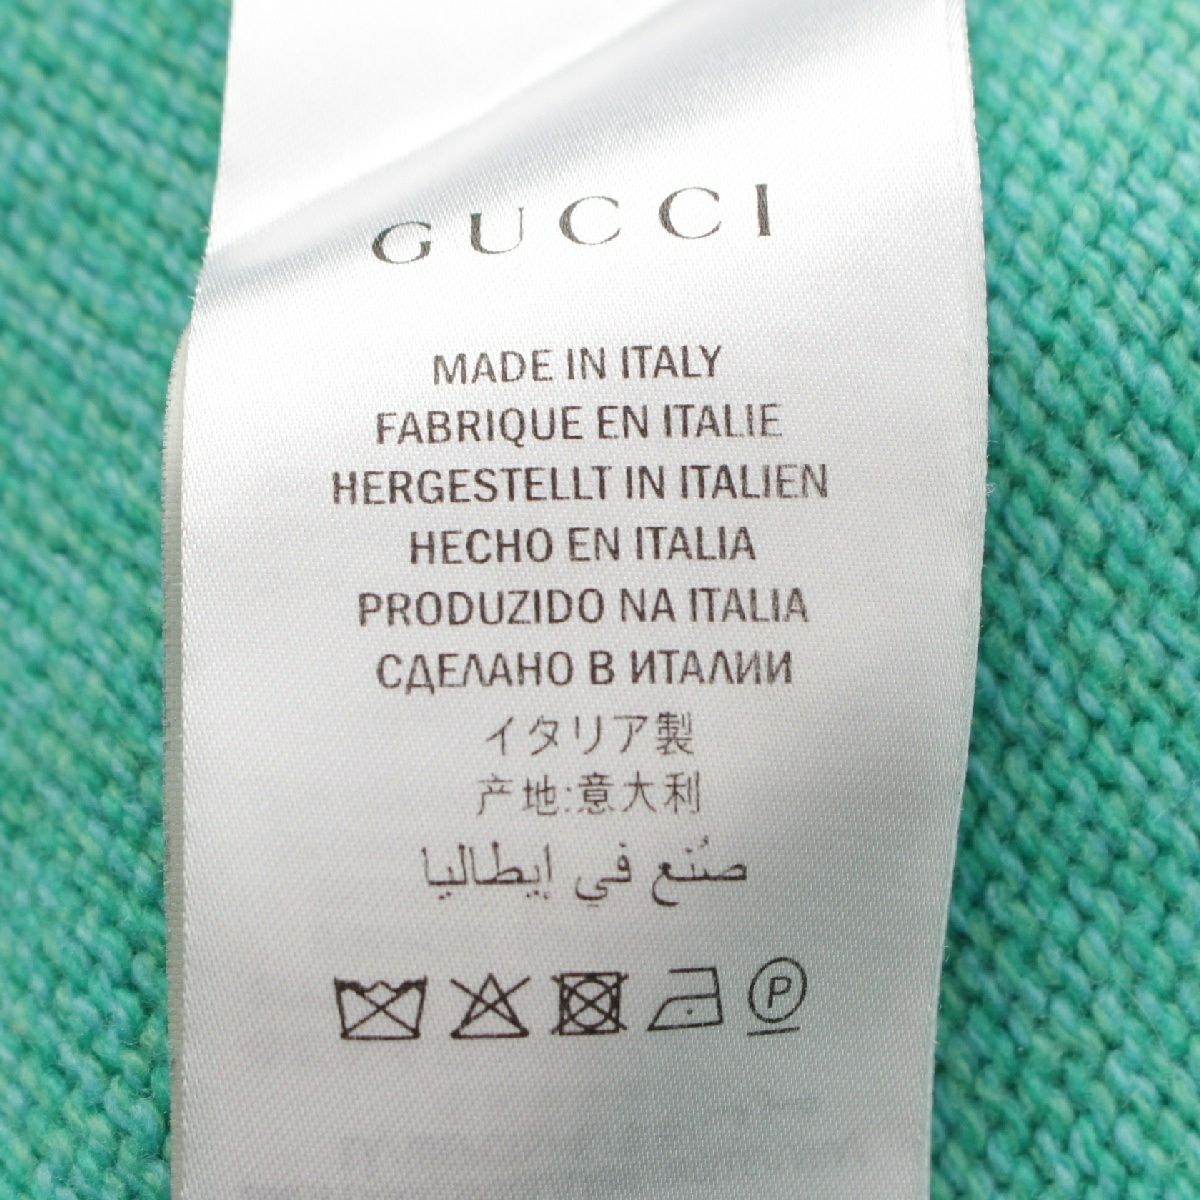 GUCCI
MADE IN ITALY
FABRIQUE EN ITALIE
HERGESTELLT IN ITALIEN
HECHO EN ITALIA
PRODUZIDO NA ITALIA
СДЕЛАНО В ИТАЛИИ
イタリア製
产地:意大利
صُنع في إيطاليا
P